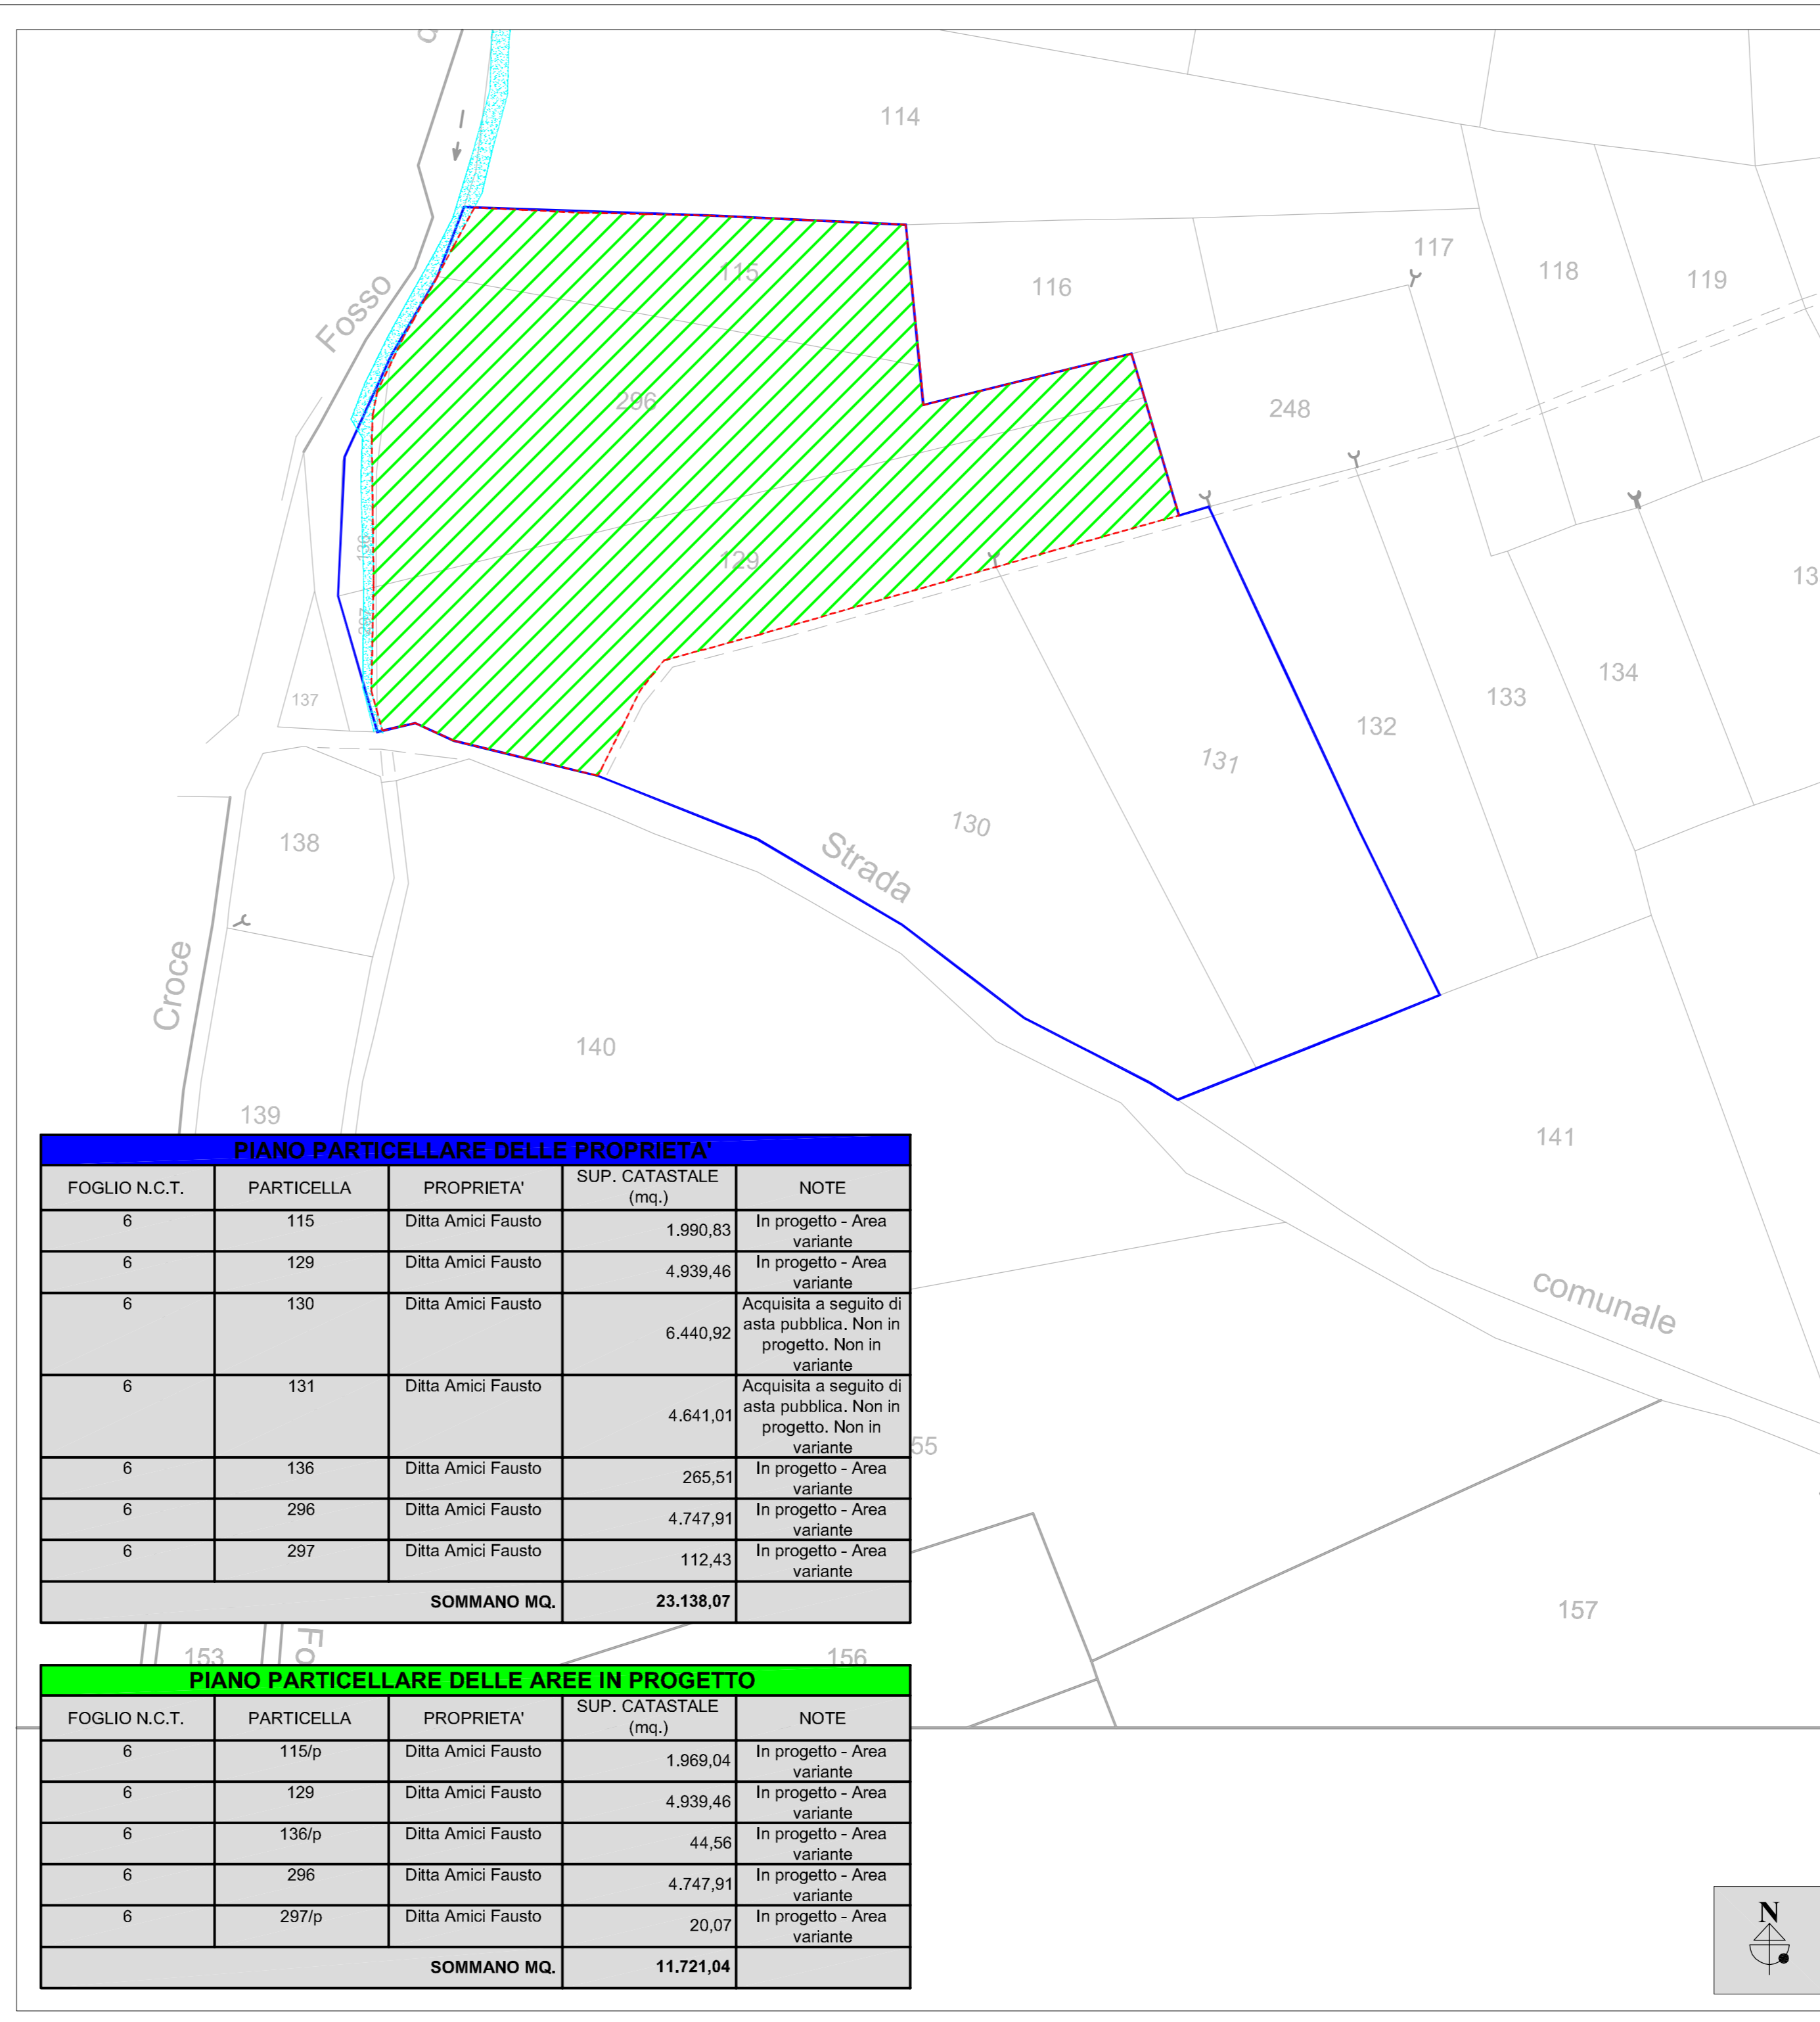 114
115
116
117
118
119
Fosso
296
248
136
129
297
137
134
133
132
131
130
138
Strada
Croce
140
139
141
comunale
PIANO PARTICELLARE DELLE PROPRIETA'
FOGLIO N.C.T. PARTICELLA PROPRIETA' SUP. CATASTALE (mq.) NOTE
6 115 Ditta Amici Fausto 1.990,83 In progetto - Area
variante
6 129 Ditta Amici Fausto 4.939,46 In progetto - Area
variante
6 130 Ditta Amici Fausto 6.440,92 Acquisita a seguito di
asta pubblica. Non in
progetto. Non in
variante
6 131 Ditta Amici Fausto 4.641,01 Acquisita a seguito di
asta pubblica. Non in
progetto. Non in
variante
55
6 136 Ditta Amici Fausto 265,51 In progetto - Area
variante
6 296 Ditta Amici Fausto 4.747,91 In progetto - Area
variante
6 297 Ditta Amici Fausto 112,43 In progetto - Area
variante
SOMMANO MQ. 23.138,07
157
153
Fo
156
PIANO PARTICELLARE DELLE AREE IN PROGETTO
FOGLIO N.C.T. PARTICELLA PROPRIETA' SUP. CATASTALE (mq.) NOTE
6 115/p Ditta Amici Fausto 1.969,04 In progetto - Area
variante
6 129 Ditta Amici Fausto 4.939,46 In progetto - Area
variante
6 136/p Ditta Amici Fausto 44,56 In progetto - Area
variante
6 296 Ditta Amici Fausto 4.747,91 In progetto - Area
variante
6 297/p Ditta Amici Fausto 20,07 In progetto - Area
variante
SOMMANO MQ. 11.721,04
N